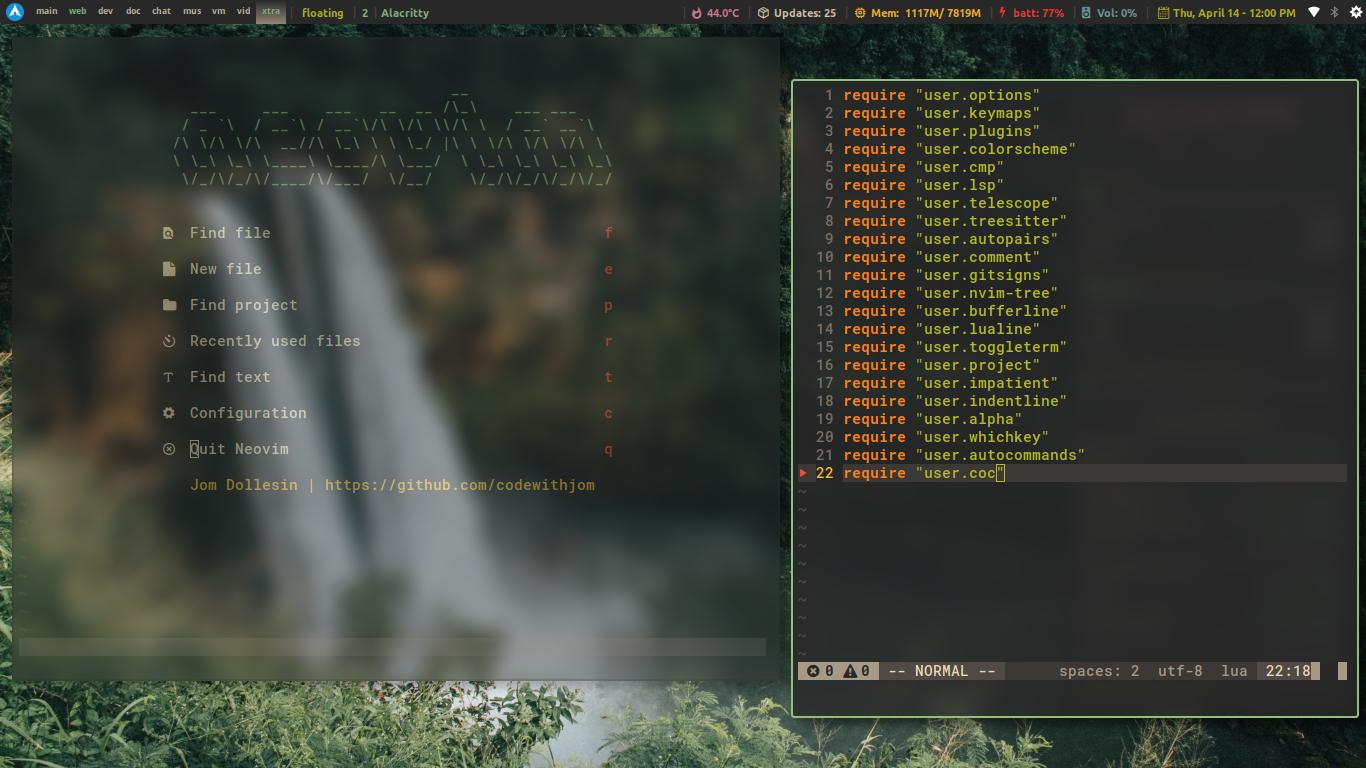 main web dev doc chat mus vm vid xtra floating 2 Alacritty 44.0°C Updates: 25 Mem: 1117M/ 7819M batt: 77% Vol: 0% Thu, April 14 - 12:00 PM
Find file f
New file e
Find project p
Recently used files r
Find text t
Configuration c
Quit Neovim q
Jom Dollesin | https://github.com/codewithjom
1 require "user.options"
2 require "user.keymaps"
3 require "user.plugins"
4 require "user.colorscheme"
5 require "user.cmp"
6 require "user.lsp"
7 require "user.telescope"
8 require "user.treesitter"
9 require "user.autopairs"
10 require "user.comment"
11 require "user.gitsigns"
12 require "user.nvim-tree"
13 require "user.bufferline"
14 require "user.lualine"
15 require "user.toggleterm"
16 require "user.project"
17 require "user.impatient"
18 require "user.indentline"
19 require "user.alpha"
20 require "user.whichkey"
21 require "user.autocommands"
22 require "user.coc"
~
~
~
~
~
~
~
~
~
~
0 0 -- NORMAL -- spaces: 2 utf-8 lua 22:18